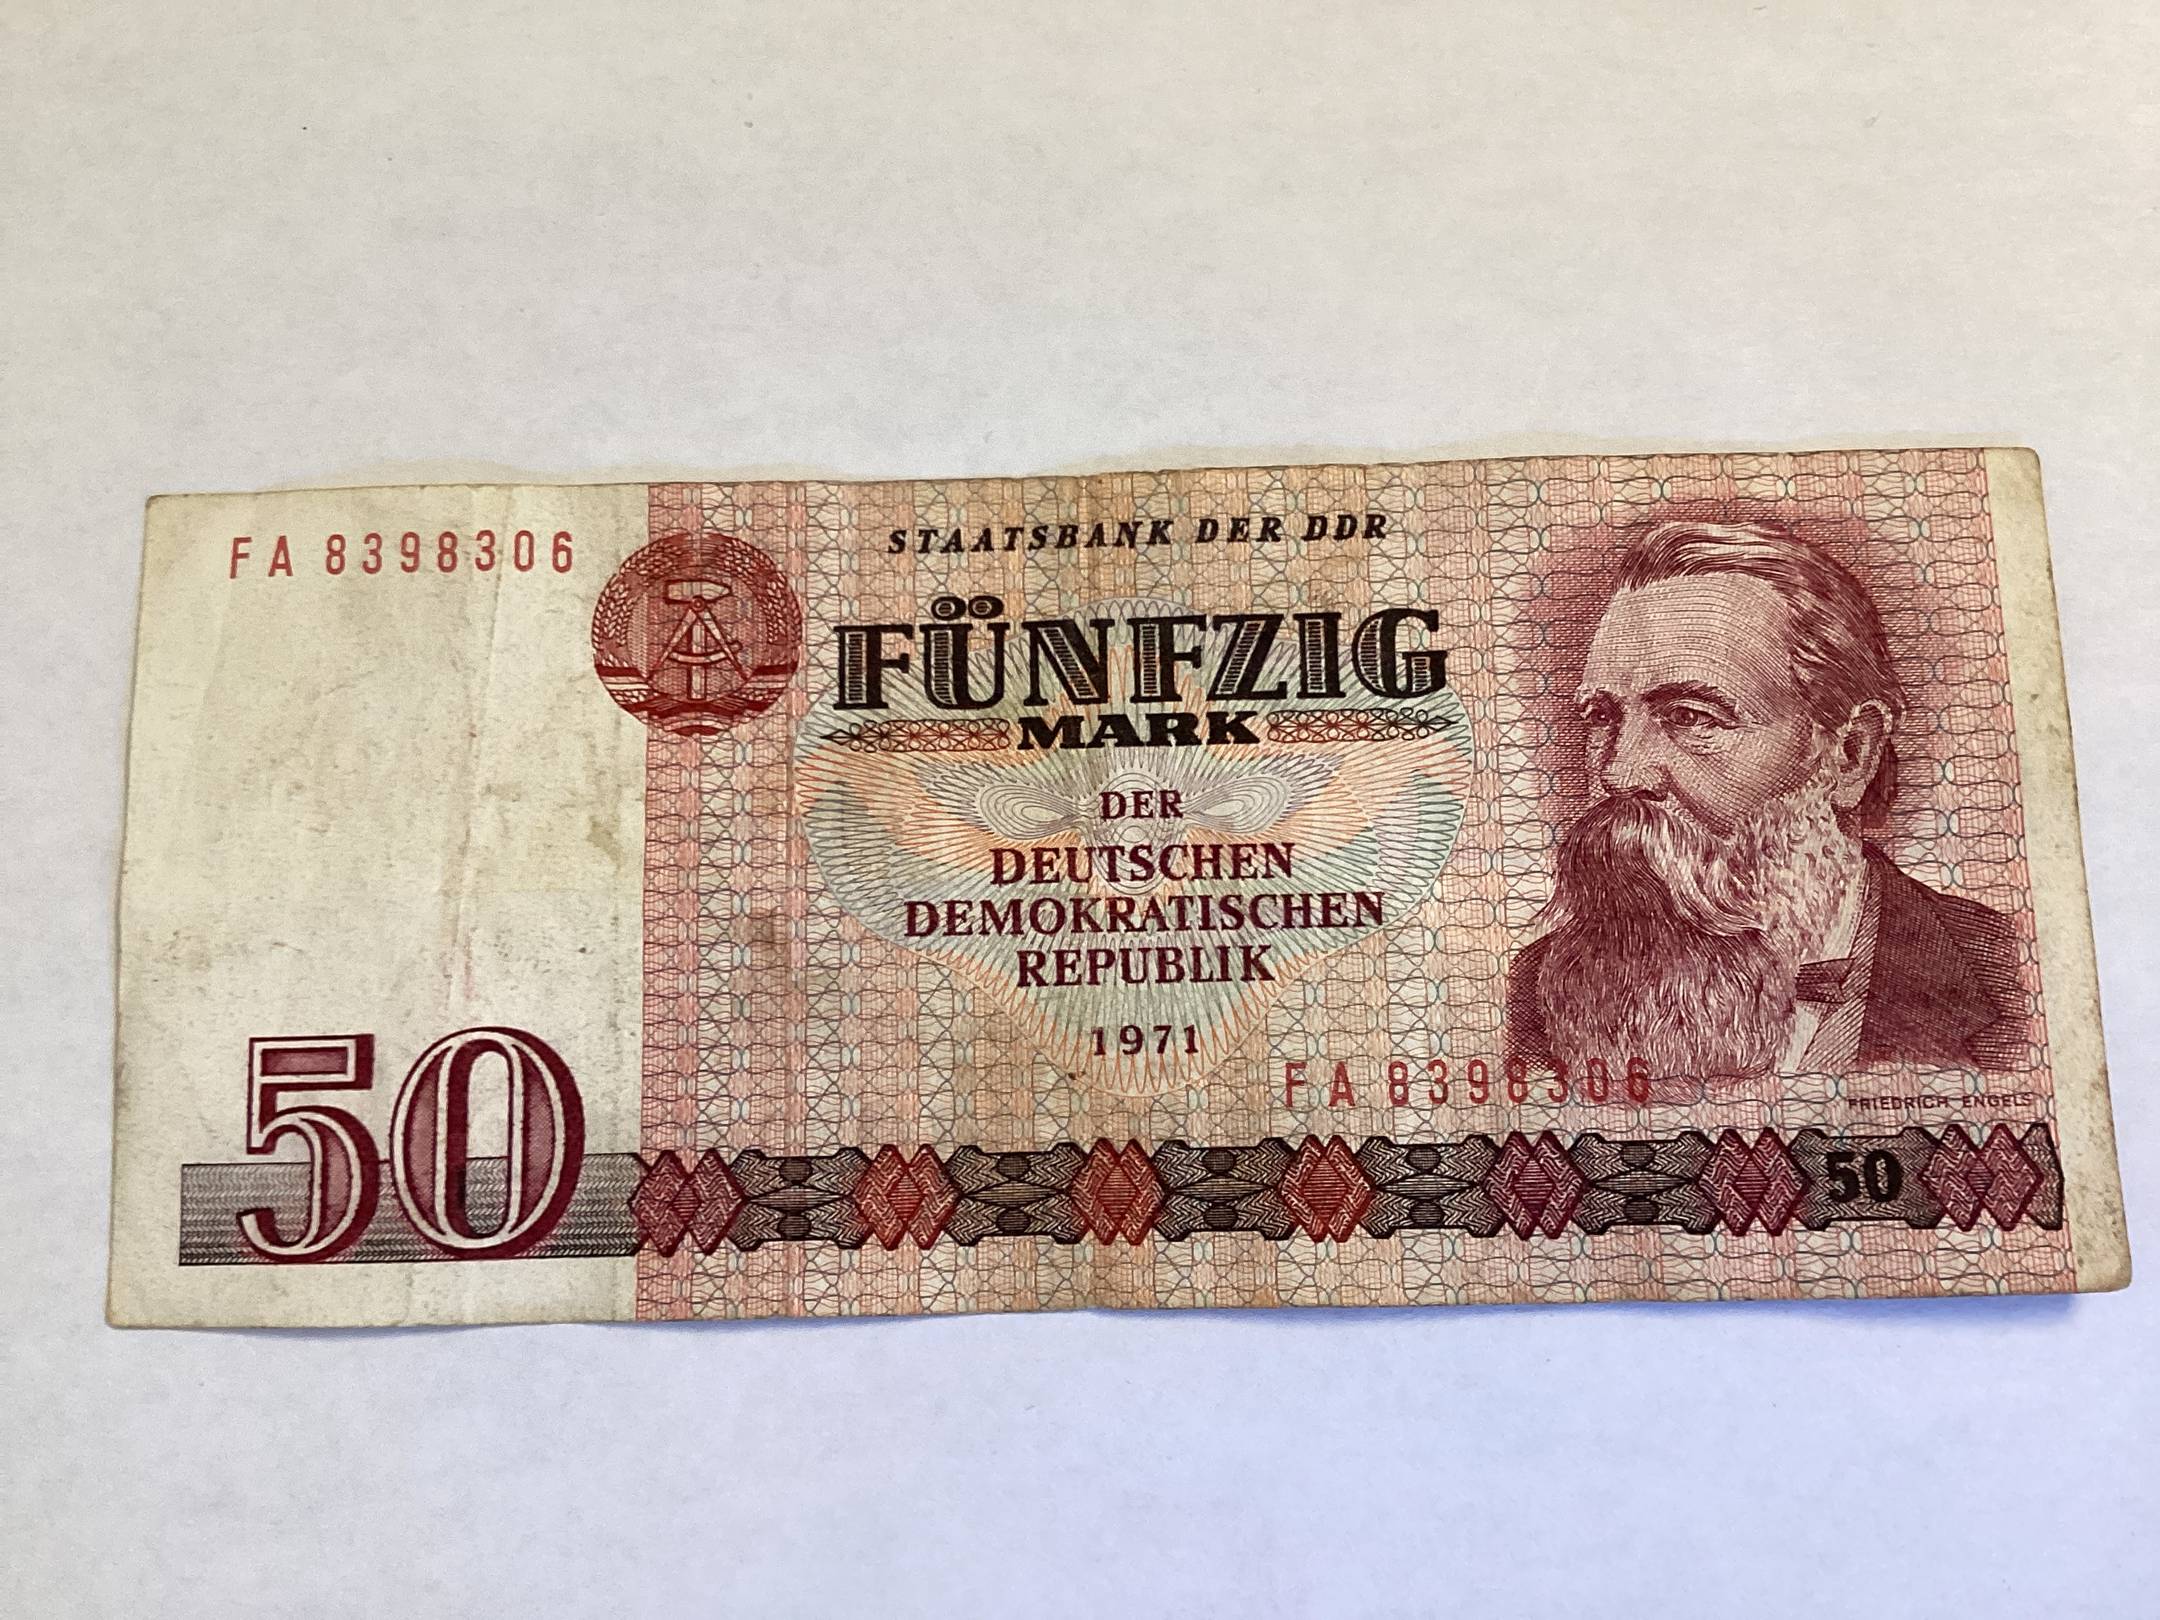 FA 8398306
STAATSBANK DER DDR
FÜNFZIG
MARK
DER
DEUTSCHEN
DEMOKRATISCHEN
REPUBLIK
1971
FA 8398306
FRIEDRICH ENGELS
50
50